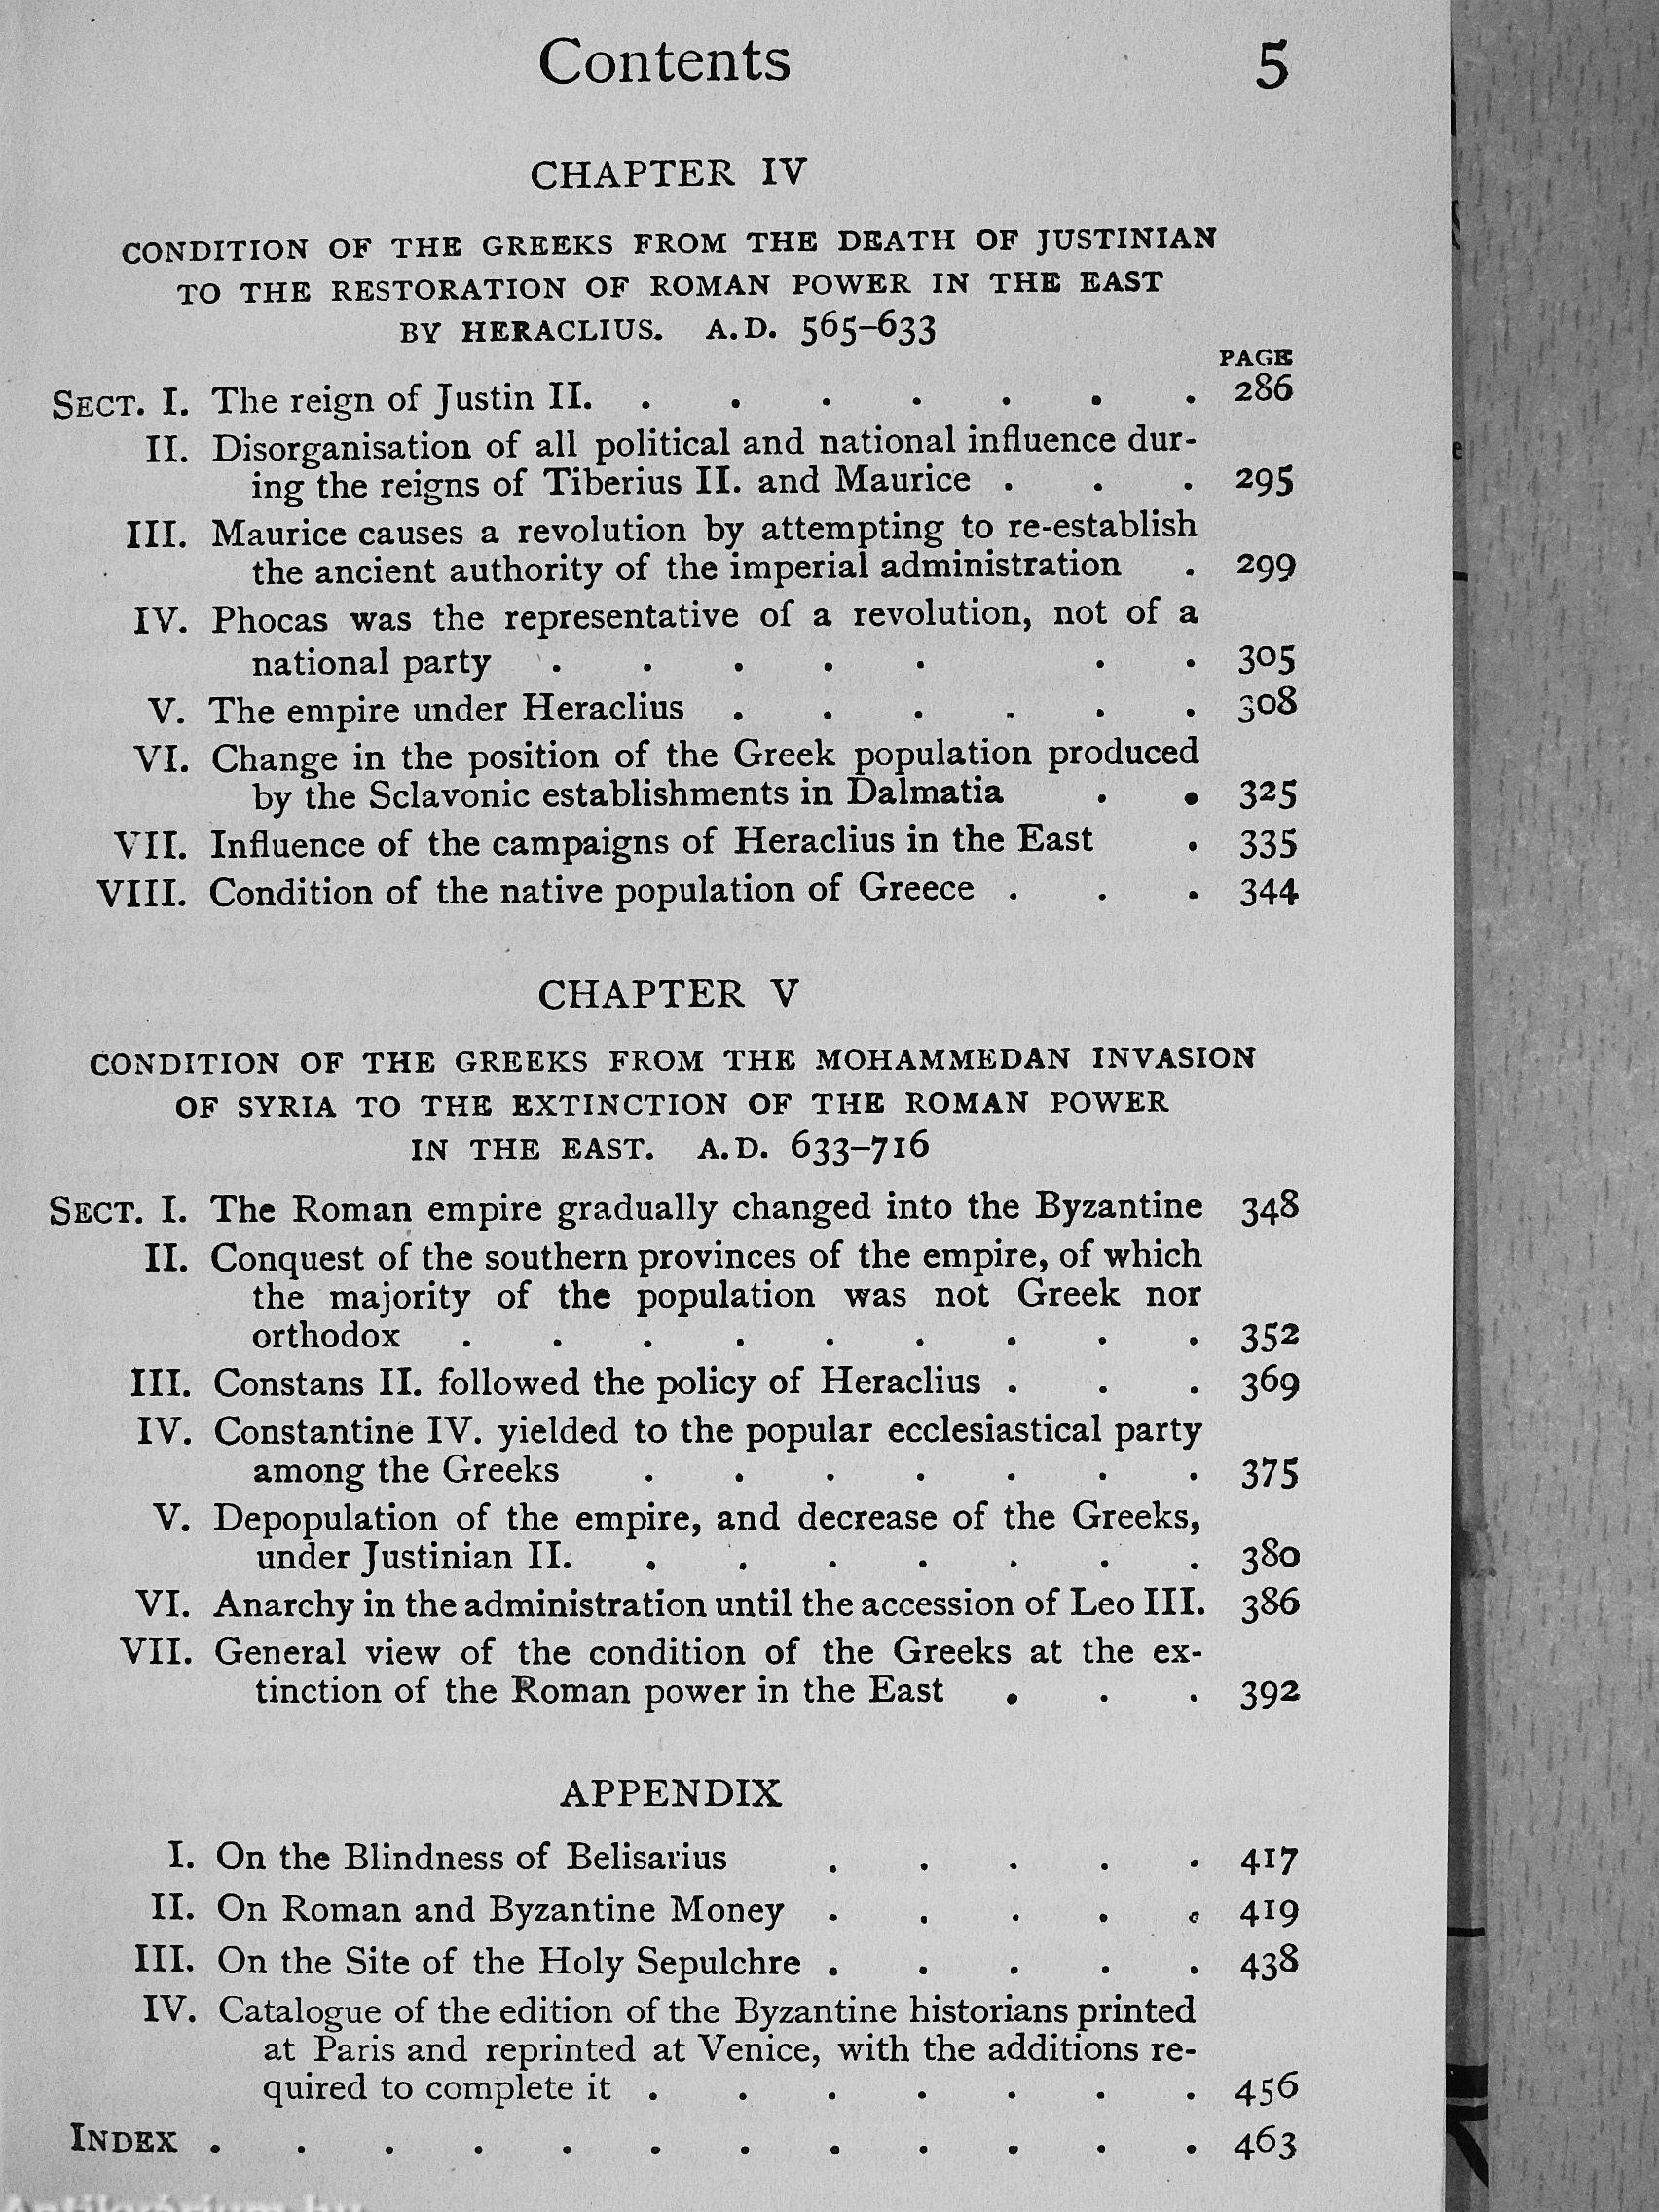 Contents 5
CHAPTER IV
CONDITION OF THE GREEKS FROM THE DEATH OF JUSTINIAN
TO THE RESTORATION OF ROMAN POWER IN THE EAST
BY HERACLIUS. A.D. 565–633
PAGE
SECT. I. The reign of Justin II. . . . . . . . 286
II. Disorganisation of all political and national influence dur-
ing the reigns of Tiberius II. and Maurice . . . 295
III. Maurice causes a revolution by attempting to re-establish
the ancient authority of the imperial administration . 299
IV. Phocas was the representative of a revolution, not of a
national party . . . . . . . 305
V. The empire under Heraclius . . . . . . 308
VI. Change in the position of the Greek population produced
by the Sclavonic establishments in Dalmatia . . 325
VII. Influence of the campaigns of Heraclius in the East . 335
VIII. Condition of the native population of Greece . . . 344
CHAPTER V
CONDITION OF THE GREEKS FROM THE MOHAMMEDAN INVASION
OF SYRIA TO THE EXTINCTION OF THE ROMAN POWER
IN THE EAST. A.D. 633–716
SECT. I. The Roman empire gradually changed into the Byzantine 348
II. Conquest of the southern provinces of the empire, of which
the majority of the population was not Greek nor
orthodox . . . . . . . . . 352
III. Constans II. followed the policy of Heraclius . . . 369
IV. Constantine IV. yielded to the popular ecclesiastical party
among the Greeks . . . . . . . 375
V. Depopulation of the empire, and decrease of the Greeks,
under Justinian II. . . . . . . . 380
VI. Anarchy in the administration until the accession of Leo III. 386
VII. General view of the condition of the Greeks at the ex-
tinction of the Roman power in the East . . . 392
APPENDIX
I. On the Blindness of Belisarius . . . . . 417
II. On Roman and Byzantine Money . . . . . 419
III. On the Site of the Holy Sepulchre . . . . . 438
IV. Catalogue of the edition of the Byzantine historians printed
at Paris and reprinted at Venice, with the additions re-
quired to complete it . . . . . . . 456
INDEX . . . . . . . . . . . . 463